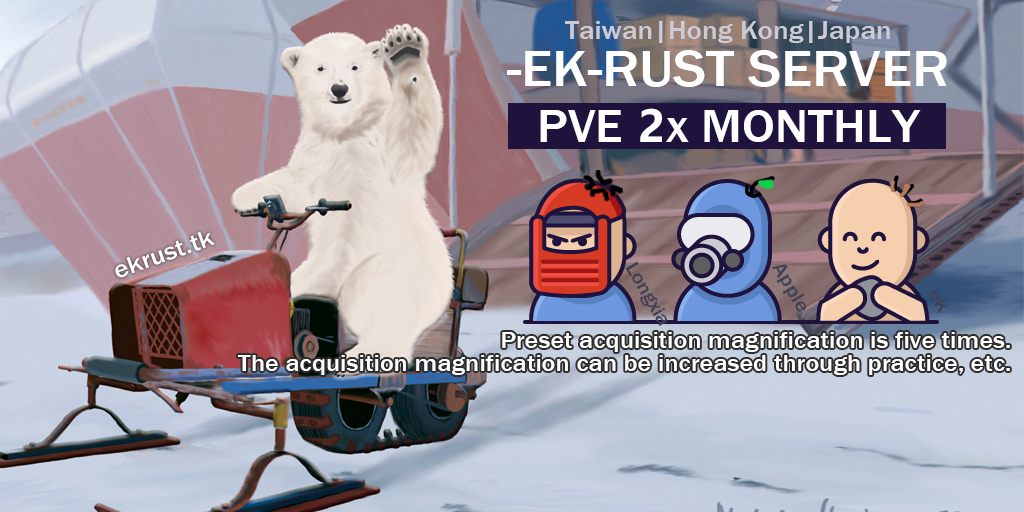 Taiwan|Hong Kong|Japan
-EK-RUST SERVER
PVE 2x MONTHLY
ekrust.tk
Longxia
Apple
ek
Preset acquisition magnification is five times.
The acquisition magnification can be increased through practice, etc.